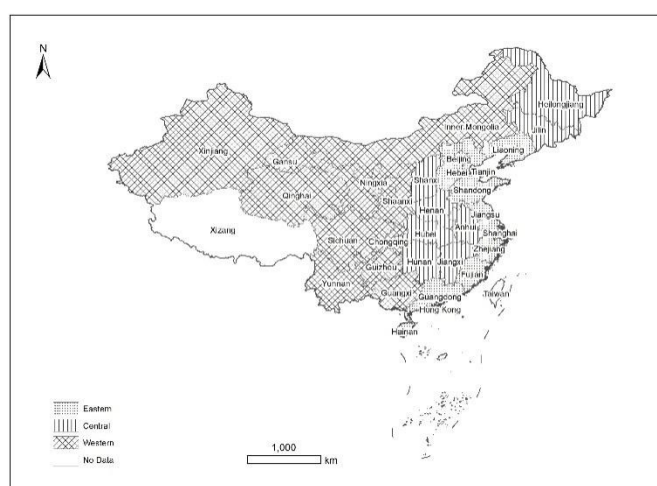 N
Heilongjiang
Jilin
Inner Mongolia
Liaoning
Xinjiang
Beijing
Gansu
Hebei
Tianjin
Shanxi
Ningxia
Shandong
Qinghai
Shaanxi
Henan
Jiangsu
Xizang
Anhui
Shanghai
Hubei
Sichuan
Chongqing
Zhejiang
Hunan
Jiangxi
Guizhou
Fujian
Yunnan
Guangxi
Guangdong
Taiwan
Hong Kong
Hainan
Eastern
Central
Western
No Data
1,000
km